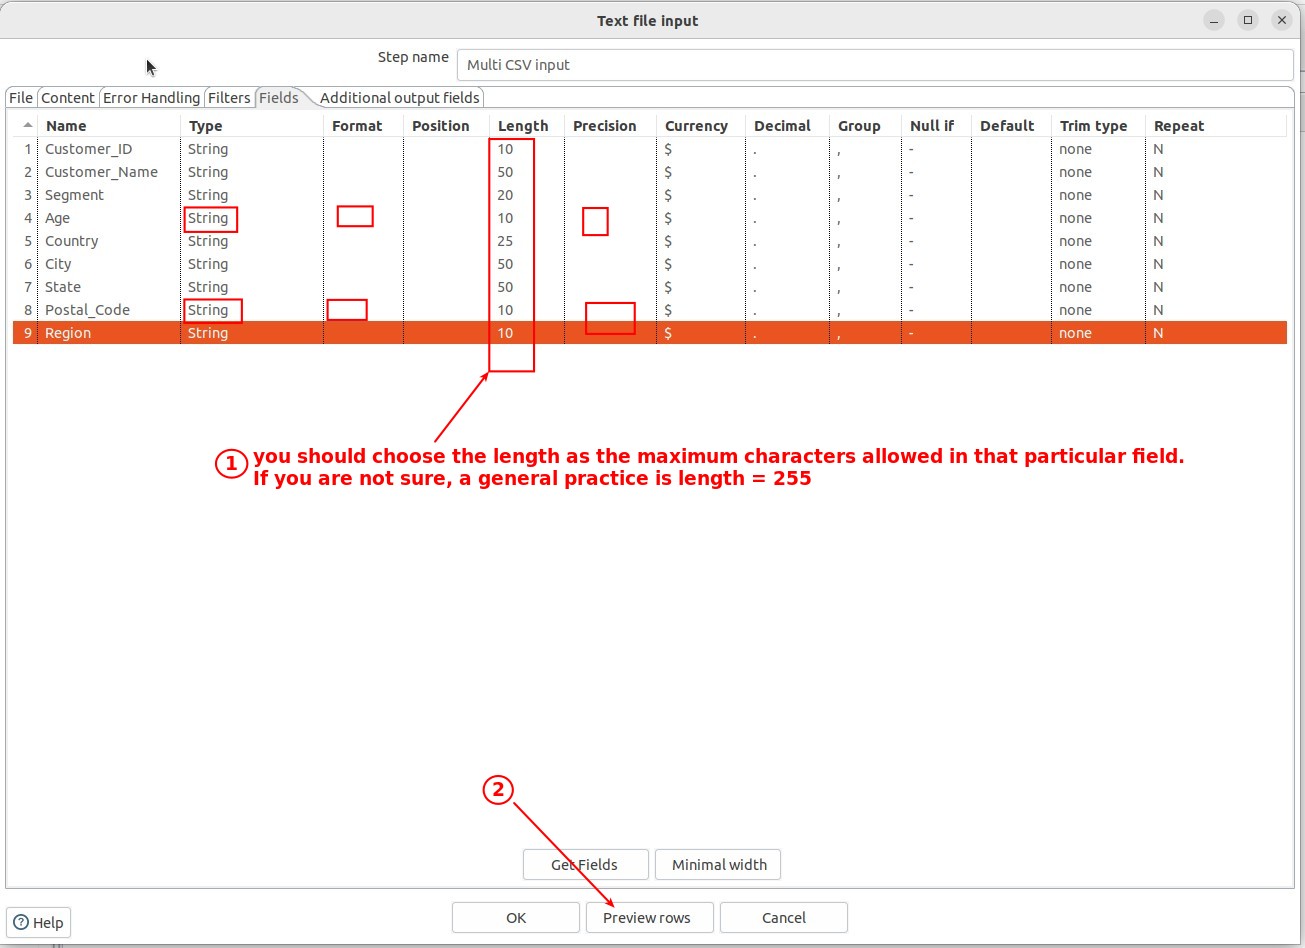 Text file input
Step name Multi CSV input
File Content Error Handling Filters Fields Additional output fields
Name Type Format Position Length Precision Currency Decimal Group Null if Default Trim type Repeat
1 Customer_ID String 10 $ . , - none N
2 Customer_Name String 50 $ . , - none N
3 Segment String 20 $ . , - none N
4 Age String 10 $ . , - none N
5 Country String 25 $ . , - none N
6 City String 50 $ . , - none N
7 State String 50 $ . , - none N
8 Postal_Code String 10 $ . , - none N
9 Region String 10 $ . , - none N
1 you should choose the length as the maximum characters allowed in that particular field.
If you are not sure, a general practice is length = 255
2
Get Fields Minimal width
Help OK Preview rows Cancel